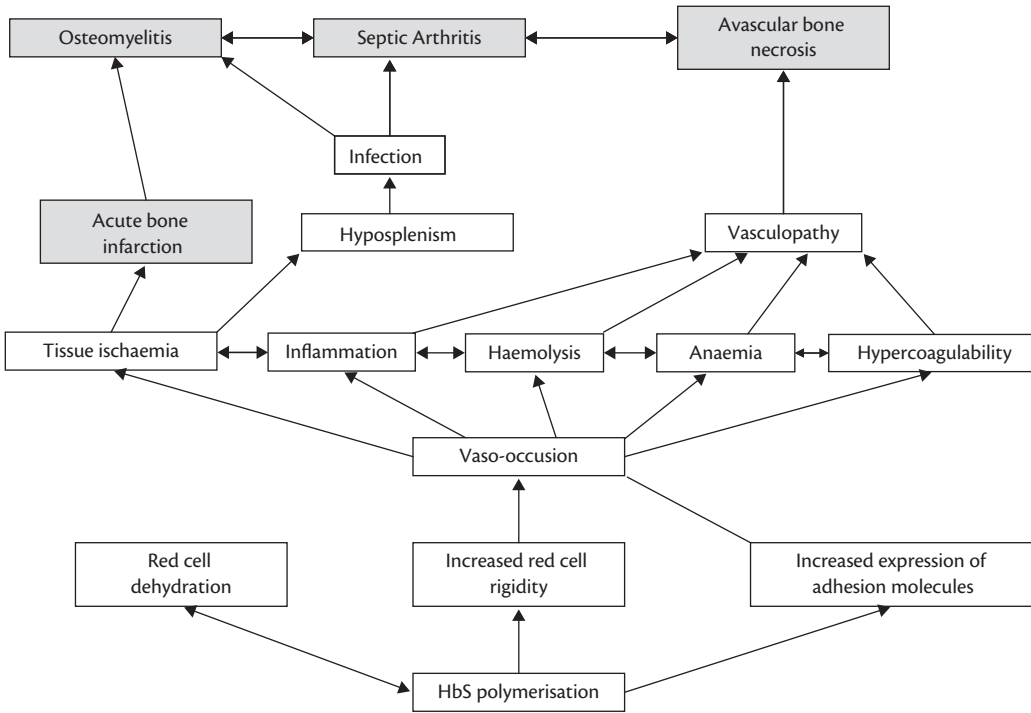 Osteomyelitis
Septic Arthritis
Avascular bone
necrosis
Infection
Acute bone
infarction
Hyposplenism
Vasculopathy
Tissue ischaemia
Inflammation
Haemolysis
Anaemia
Hypercoagulability
Vaso-occusion
Red cell
dehydration
Increased red cell
rigidity
Increased expression of
adhesion molecules
HbS polymerisation